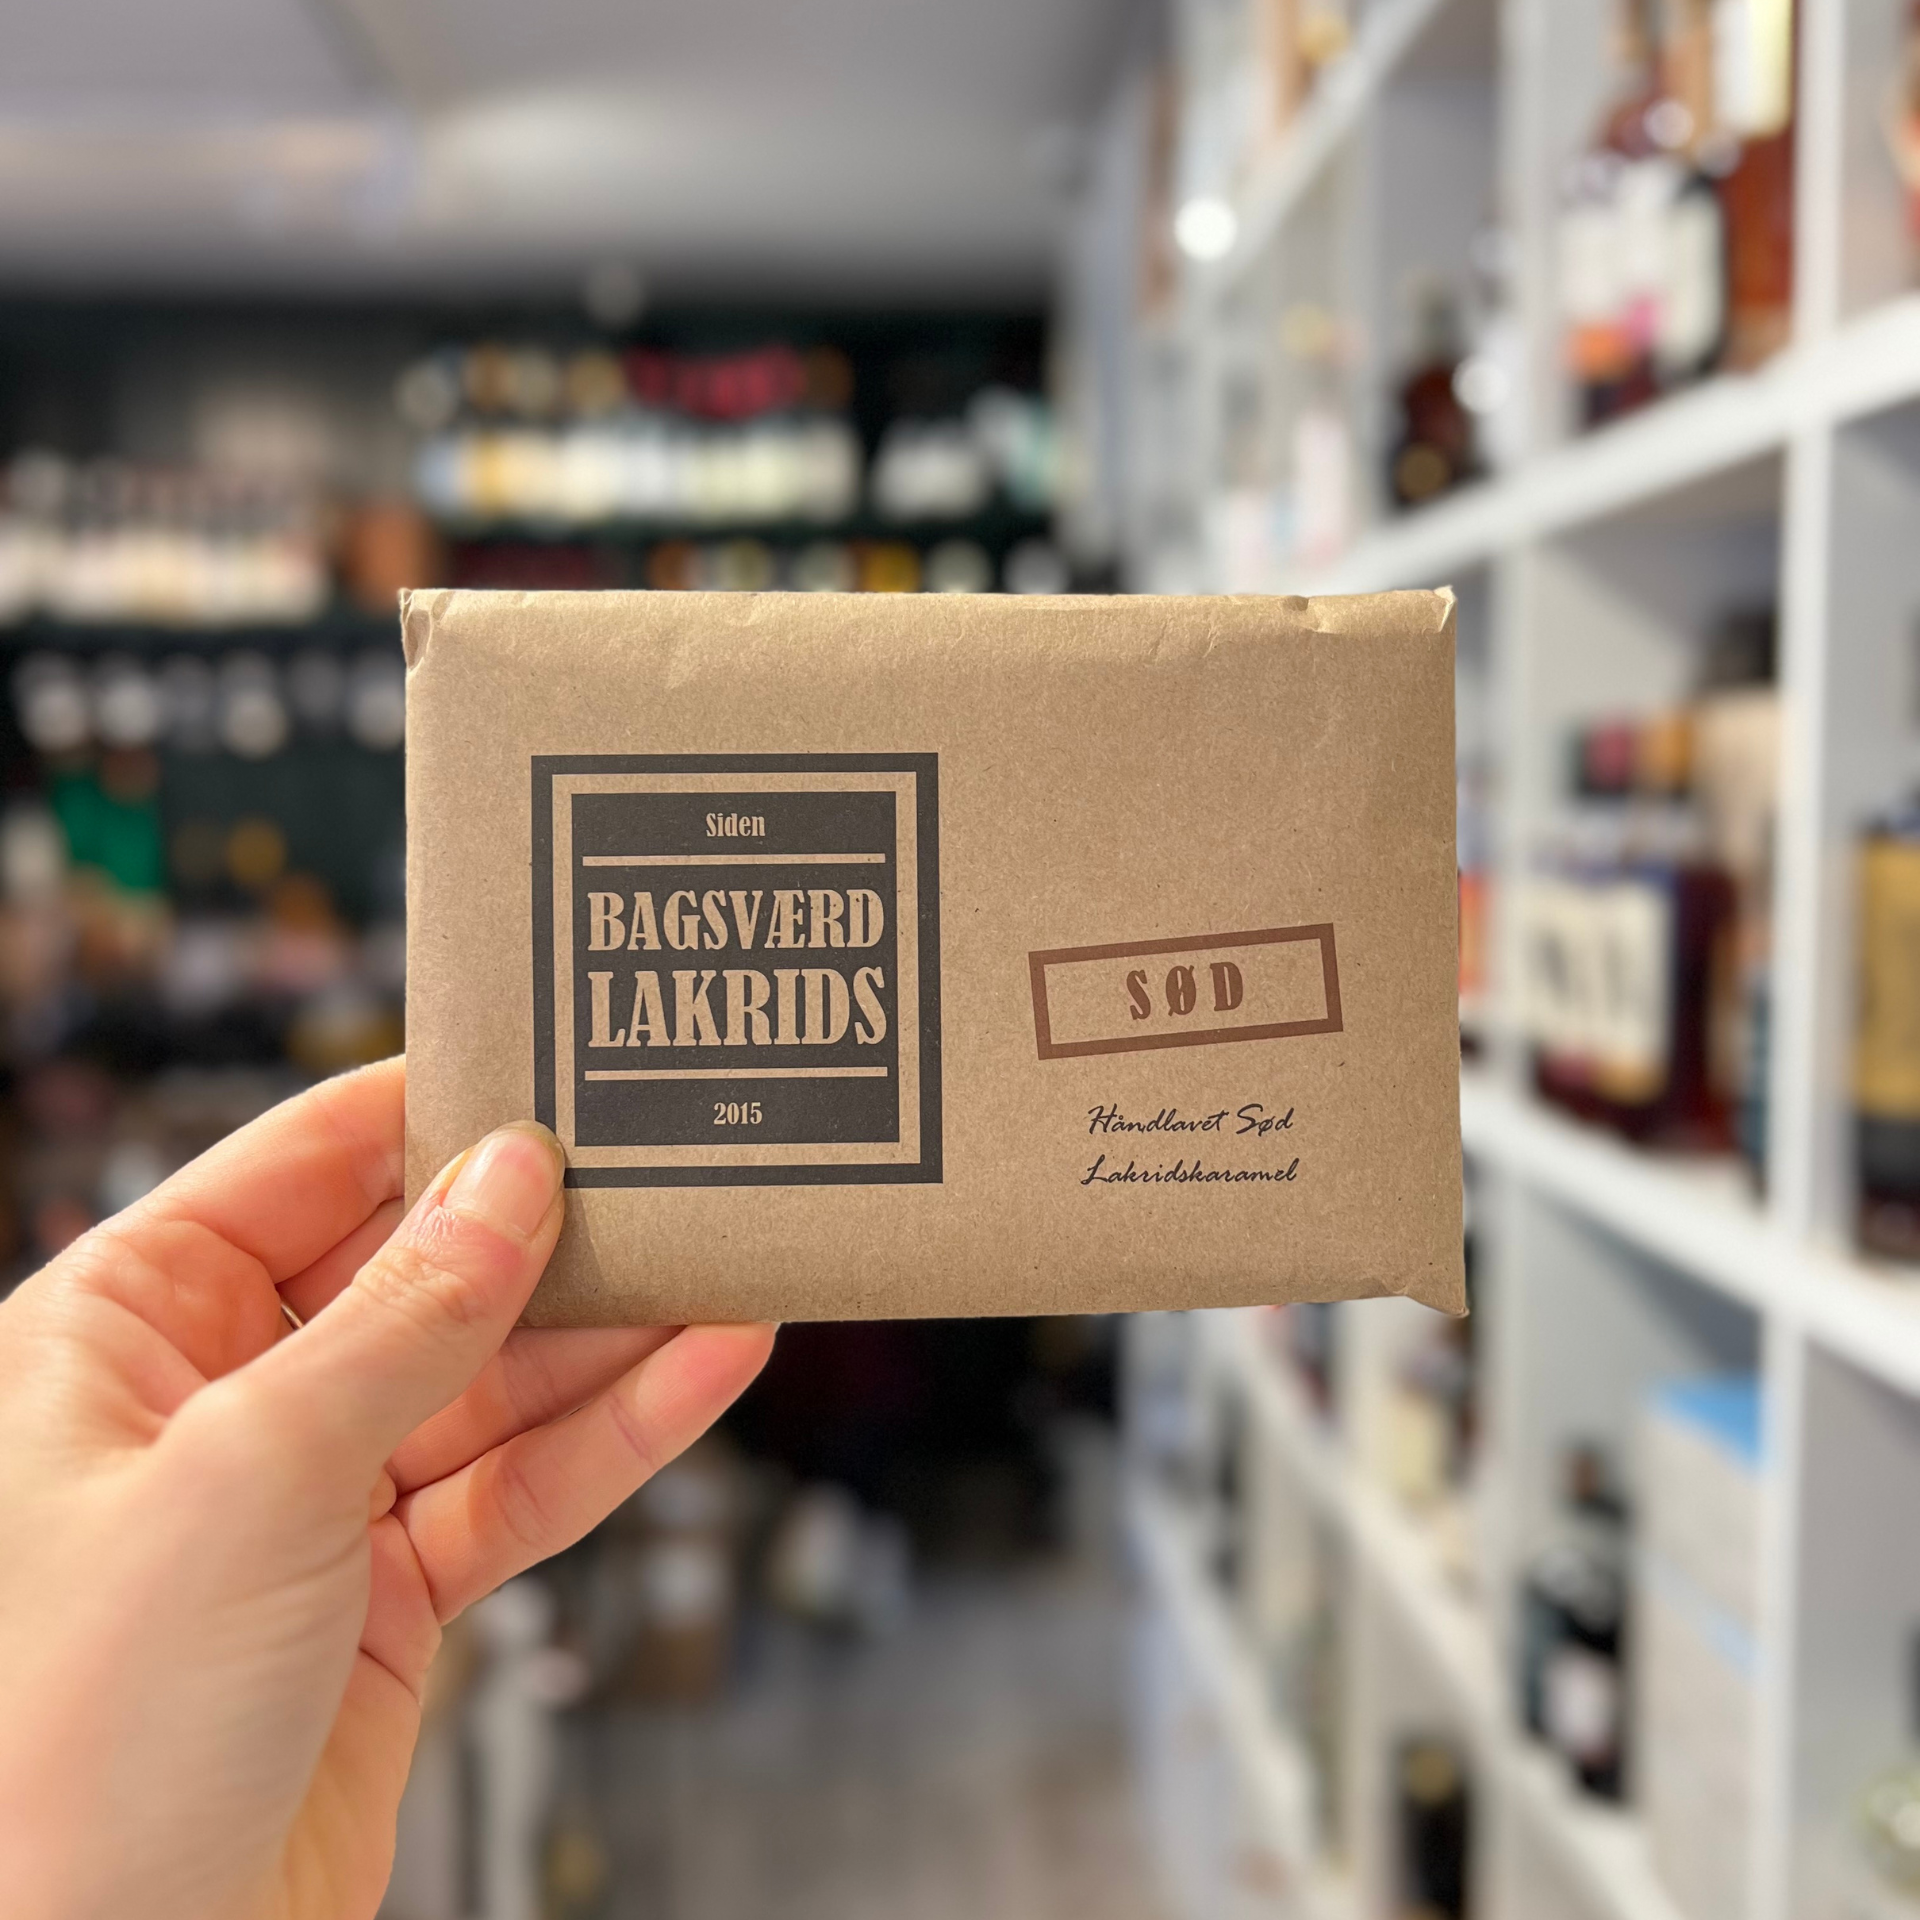 Siden
BAGSVÆRD
LAKRIDS
2015
SØD
Håndlavet Sød
Lakridskaramel